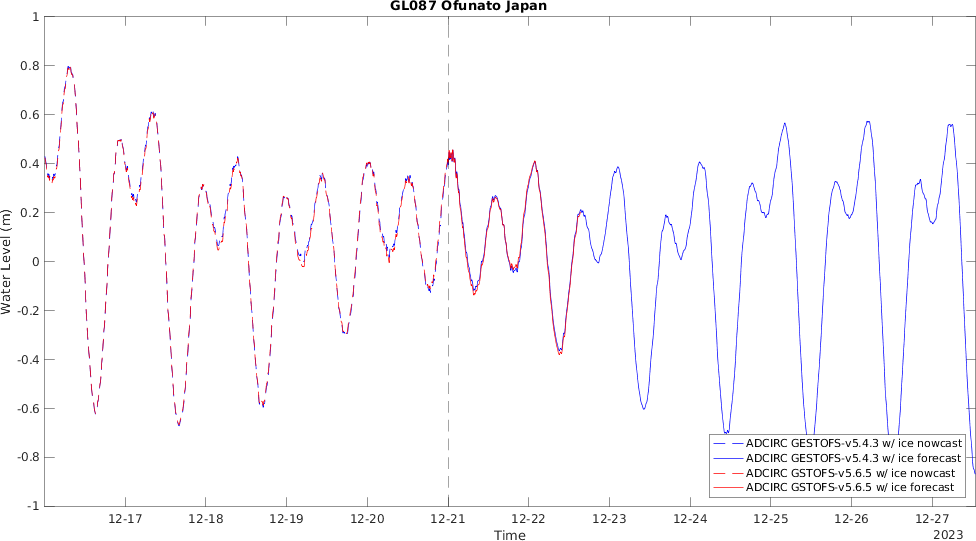 GL087 Ofunato Japan
1
0.8
0.6
0.4
0.2
0
-0.2
-0.4
-0.6
-0.8
-1
Water Level (m)
12-17 12-18 12-19 12-20 12-21 12-22 12-23 12-24 12-25 12-26 12-27
Time
2023
ADCIRC GESTOFS-v5.4.3 w/ ice nowcast
ADCIRC GESTOFS-v5.4.3 w/ ice forecast
ADCIRC GSTOFS-v5.6.5 w/ ice nowcast
ADCIRC GSTOFS-v5.6.5 w/ ice forecast